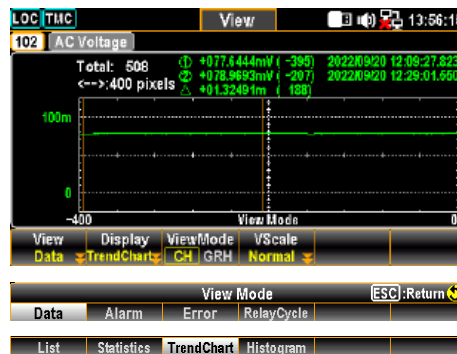 LOC TMC View 13:56:1
102 AC Voltage
Total: 508 ① +077.6444mV ( -395) 2022/09/20 12:09:27.823
<-->:400 pixels ② +078.9693mV ( -207) 2022/09/20 12:29:01.550
△ +01.32491m ( 188)
100m
0
-400 View Mode 0
View Display ViewMode VScale
Data TrendChart CH GRH Normal
View Mode ESC :Return
Data Alarm Error RelayCycle
List Statistics TrendChart Histogram